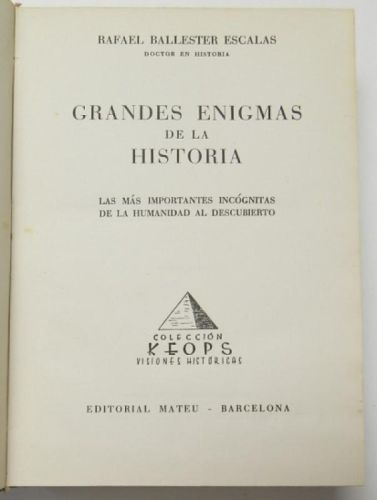 RAFAEL BALLESTER ESCALAS
DOCTOR EN HISTORIA
GRANDES ENIGMAS
DE LA
HISTORIA
LAS MÁS IMPORTANTES INCÓGNITAS
DE LA HUMANIDAD AL DESCUBIERTO
COLECCIÓN
KEOPS
VISIONES HISTÓRICAS
EDITORIAL MATEU - BARCELONA